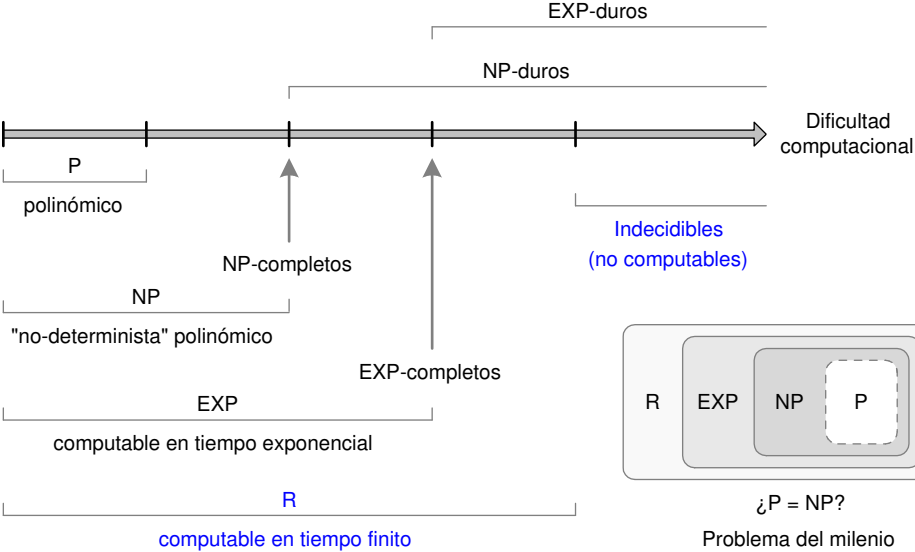 EXP-duros
NP-duros
Dificultad
computacional
P
polinómico
Indecidibles
(no computables)
NP-completos
NP
"no-determinista" polinómico
EXP-completos
EXP
computable en tiempo exponencial
R
computable en tiempo finito
R EXP NP P
¿P = NP?
Problema del milenio